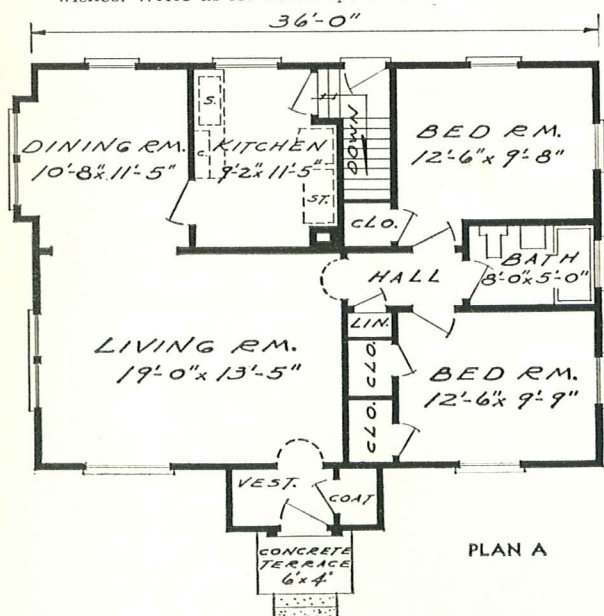 36'-0"
DINING RM.
10'-8"x 11'-5"
S.
C.
KITCHEN
9'-2"x 11'-5"
ST.
DOWN
CLO.
BED RM.
12'-6"x 9'-8"
BATH
8'-0"x 5'-0"
HALL
LIN.
CLO.
CLO.
LIVING RM.
19'-0"x 13'-5"
BED RM.
12'-6"x 9'-9"
VEST.
COAT
CONCRETE
TERRACE
6'x 4'
PLAN A